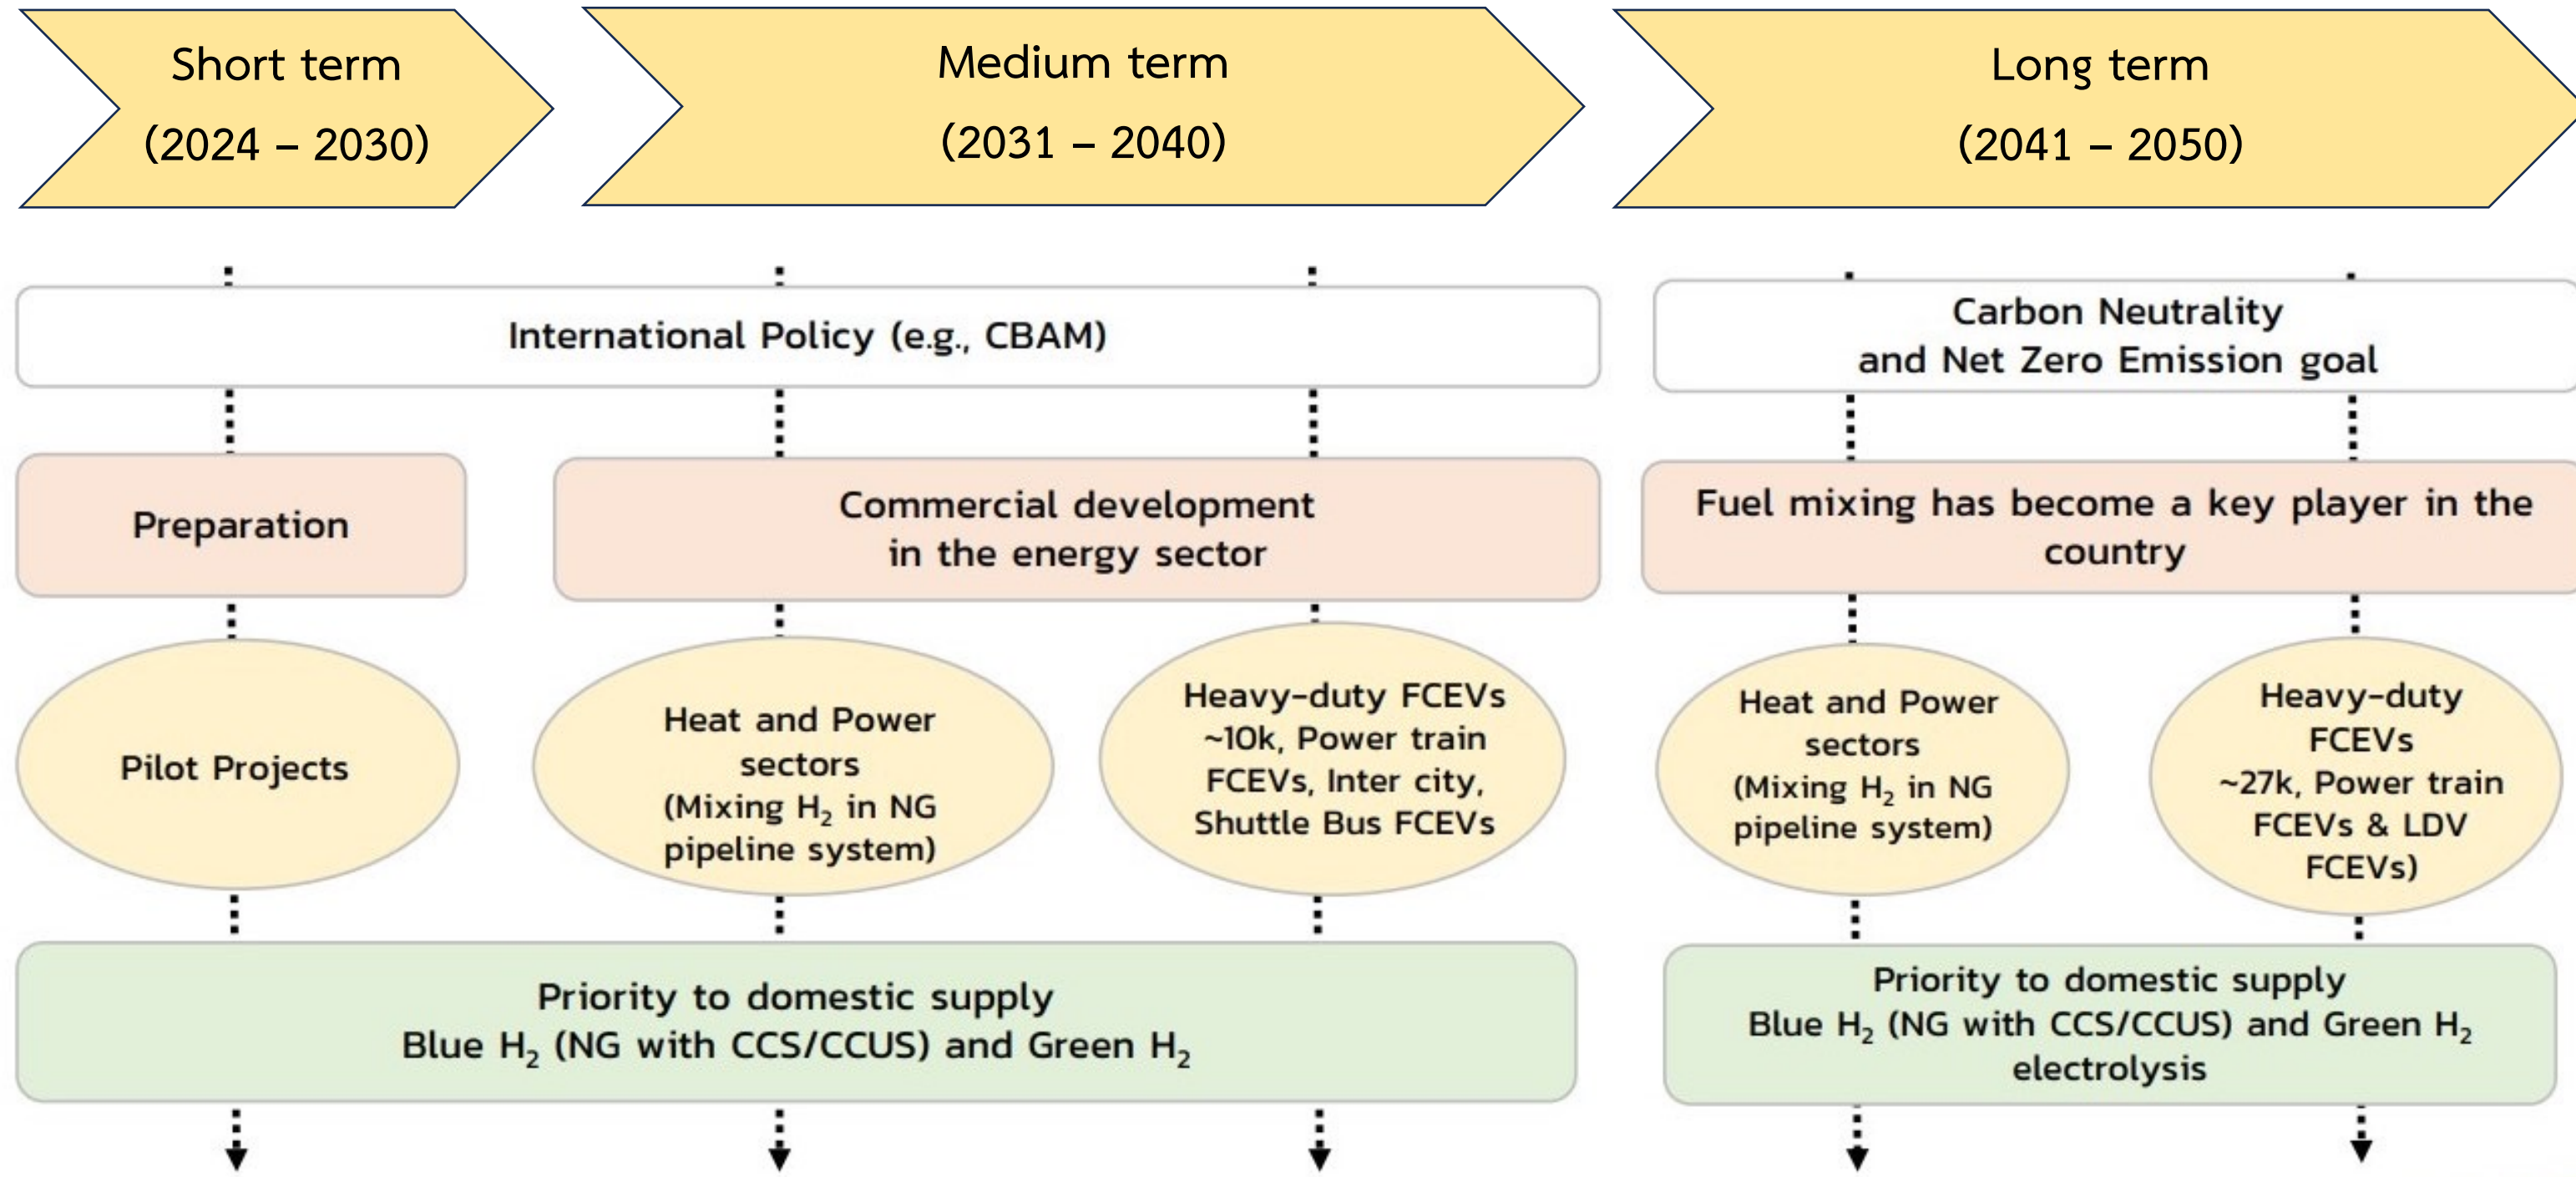 Short term
(2024 – 2030)
Medium term
(2031 – 2040)
Long term
(2041 – 2050)
International Policy (e.g., CBAM)
Carbon Neutrality
and Net Zero Emission goal
Preparation
Commercial development
in the energy sector
Fuel mixing has become a key player in the
country
Pilot Projects
Heat and Power
sectors
(Mixing H₂ in NG
pipeline system)
Heavy-duty FCEVs
~10k, Power train
FCEVs, Inter city,
Shuttle Bus FCEVs
Heat and Power
sectors
(Mixing H₂ in NG
pipeline system)
Heavy-duty
FCEVs
~27k, Power train
FCEVs & LDV
FCEVs)
Priority to domestic supply
Blue H₂ (NG with CCS/CCUS) and Green H₂
Priority to domestic supply
Blue H₂ (NG with CCS/CCUS) and Green H₂
electrolysis